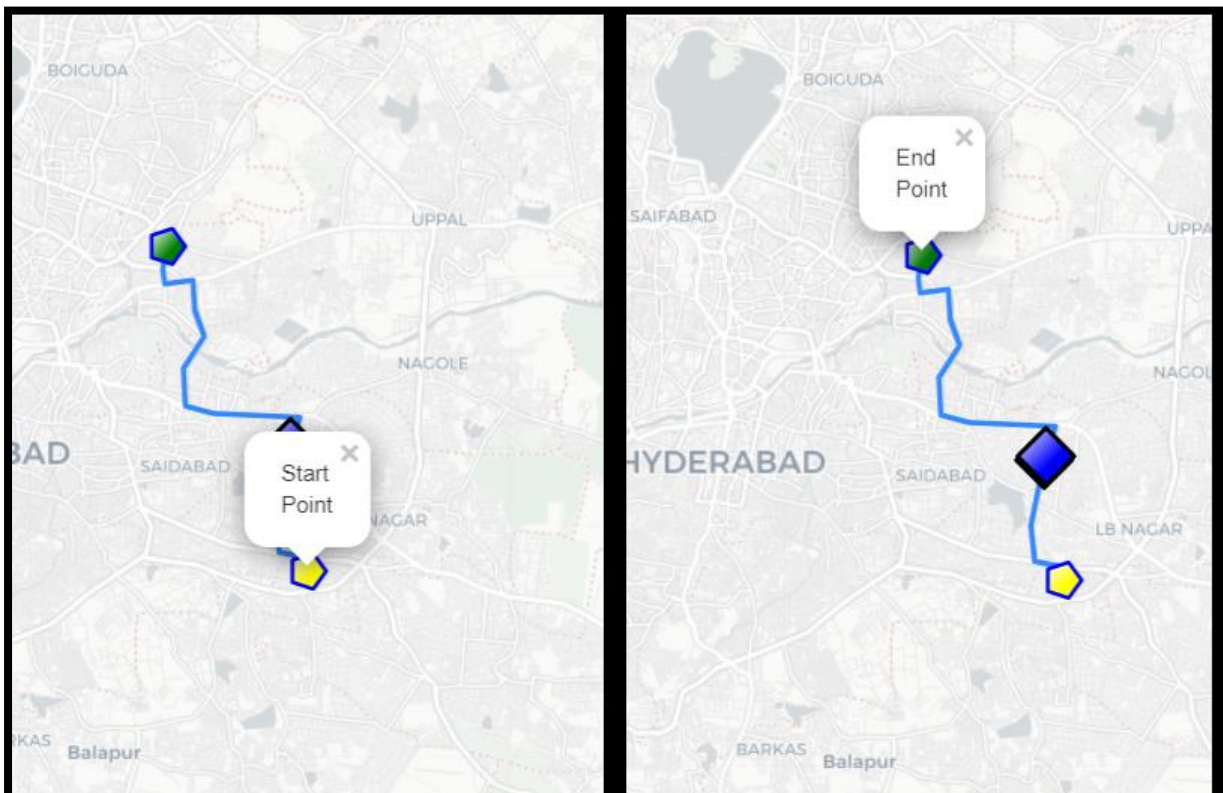 BOIGUDA
UPPAL
NAGOLE
BAD
SAIDABAD
×
Start
Point
NAGAR
RKAS
Balapur
BOIGUDA
×
End
Point
SAIFABAD
UPPA
NAGOL
HYDERABAD
SAIDABAD
LB NAGAR
BARKAS
Balapur